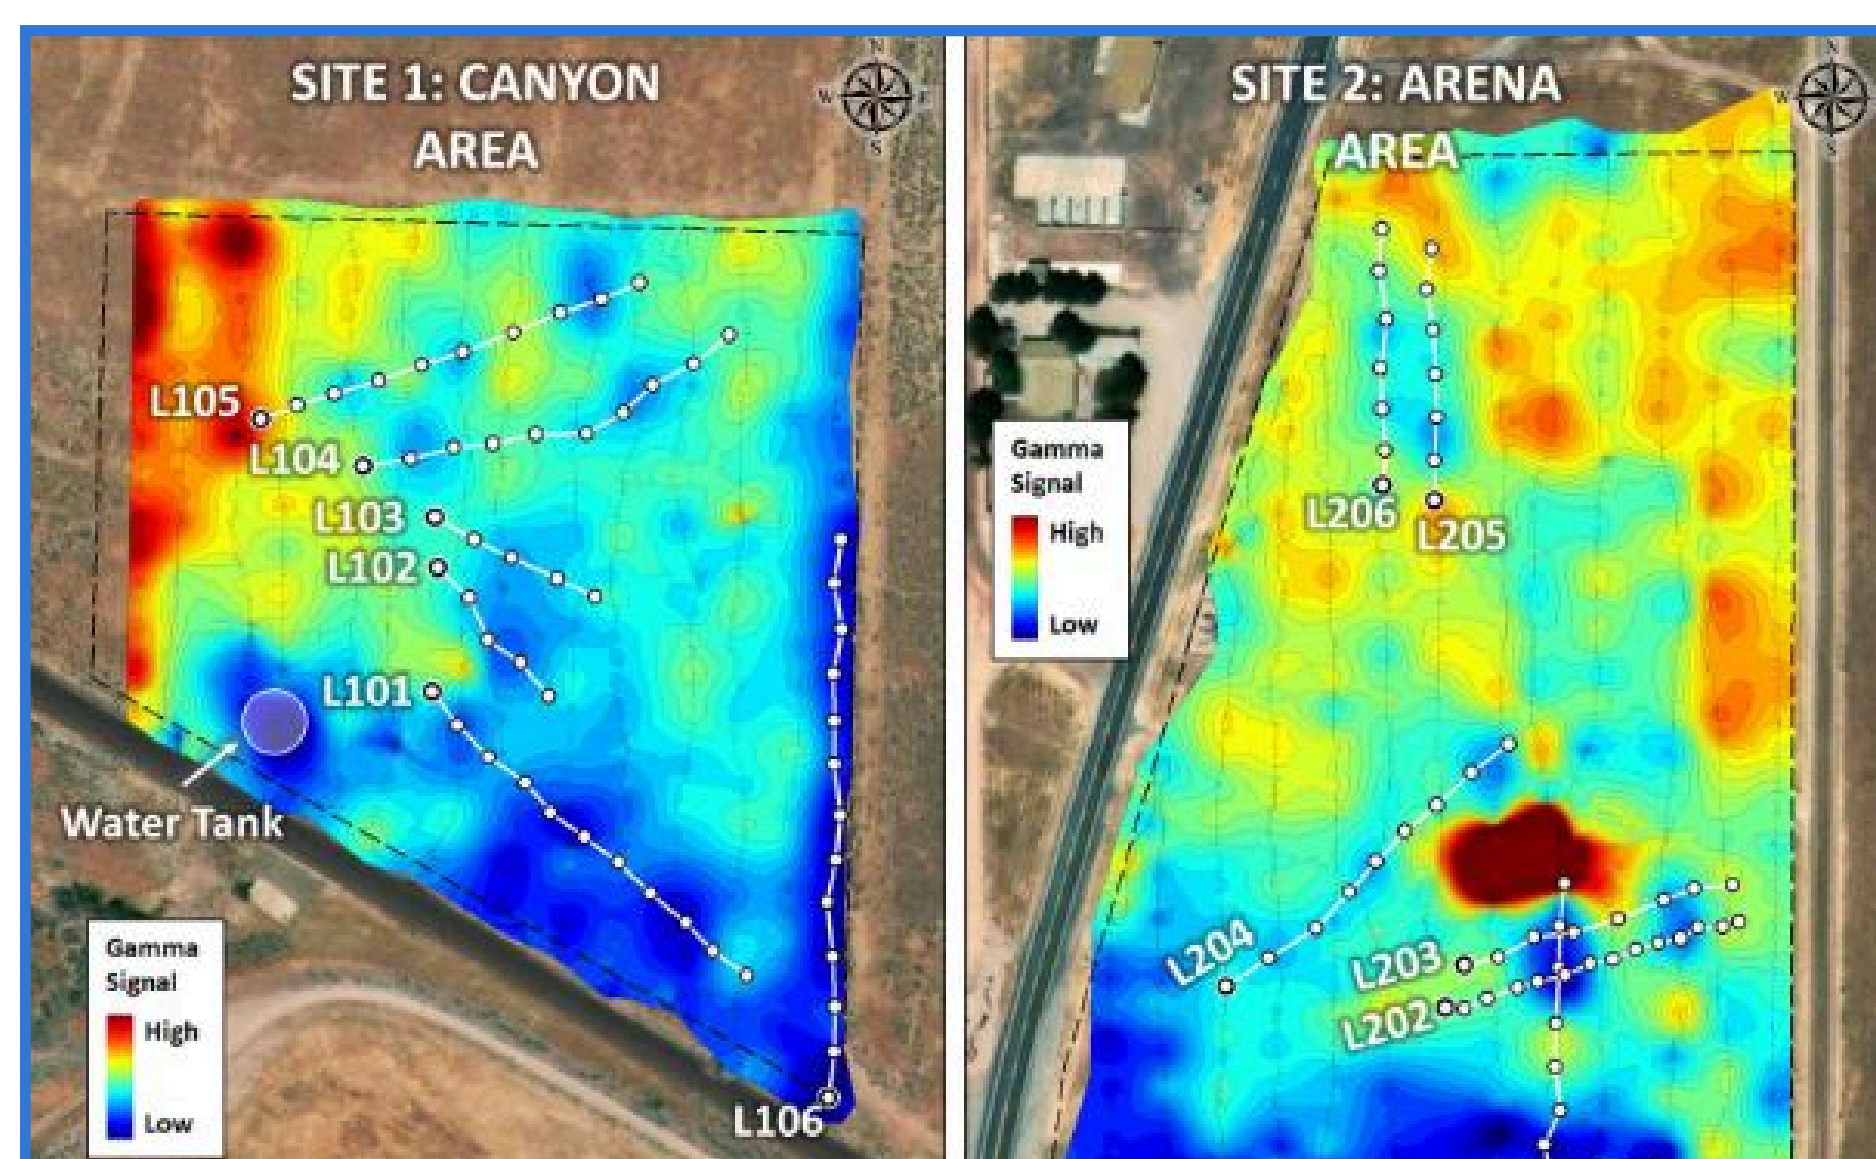 SITE 1: CANYON
AREA
N
W
E
S
L105
L104
L103
L102
L101
Water Tank
Gamma
Signal
High
Low
L106
SITE 2: ARENA
AREA
N
W
S
Gamma
Signal
High
Low
L206
L205
L204
L203
L202